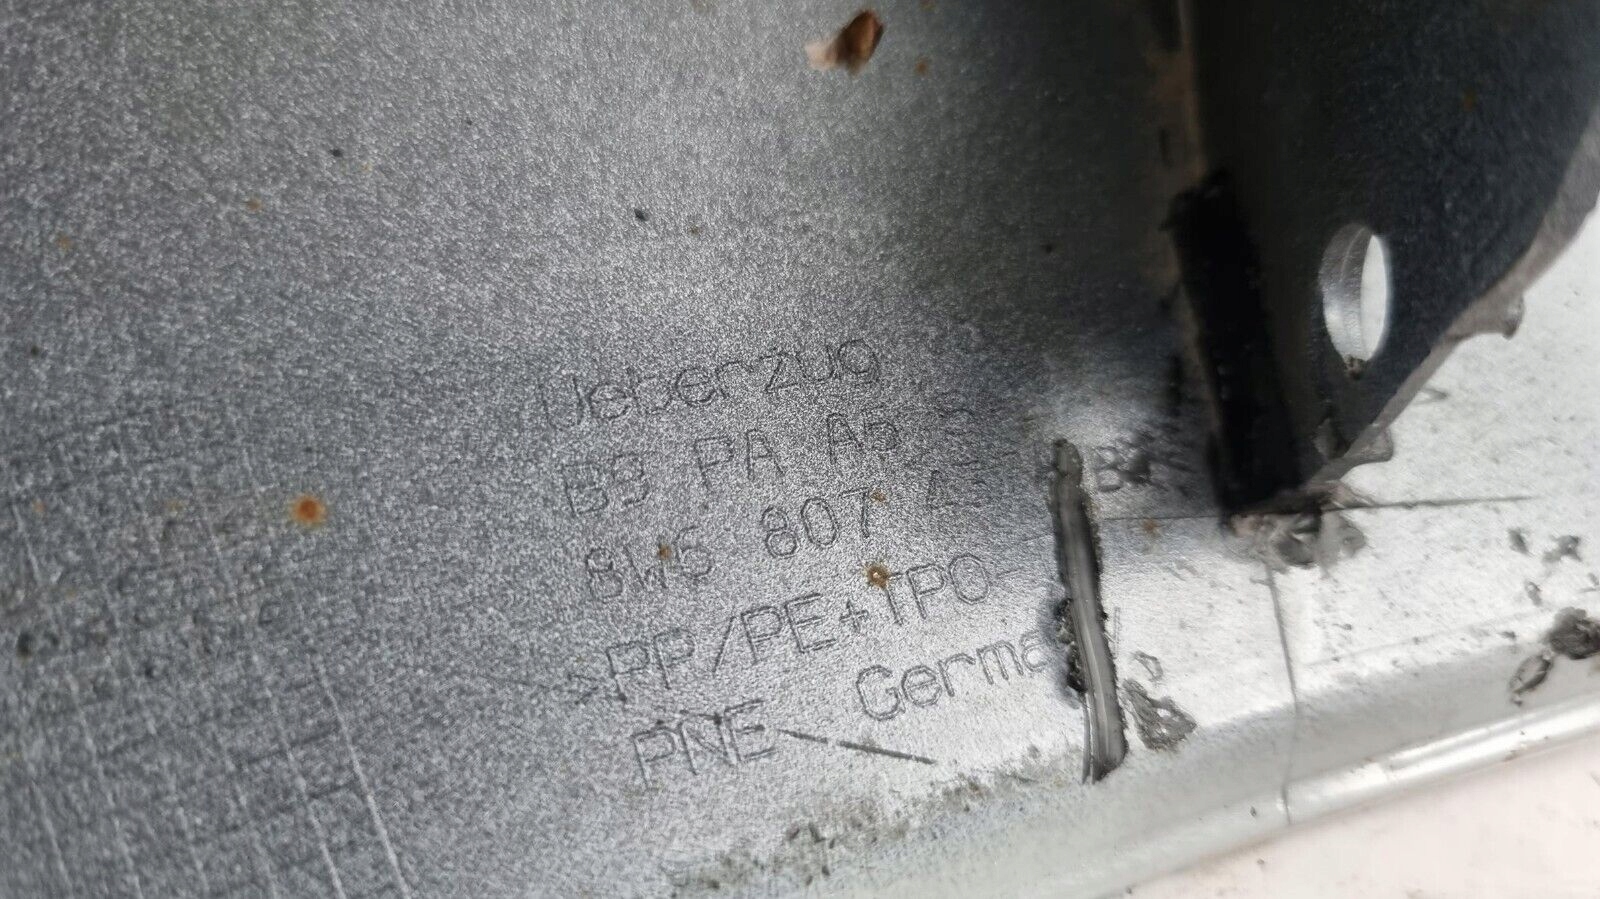 Ueberzug
B9 PA A5
8W6 807
>PP/PE+TPO-
PNE Germa